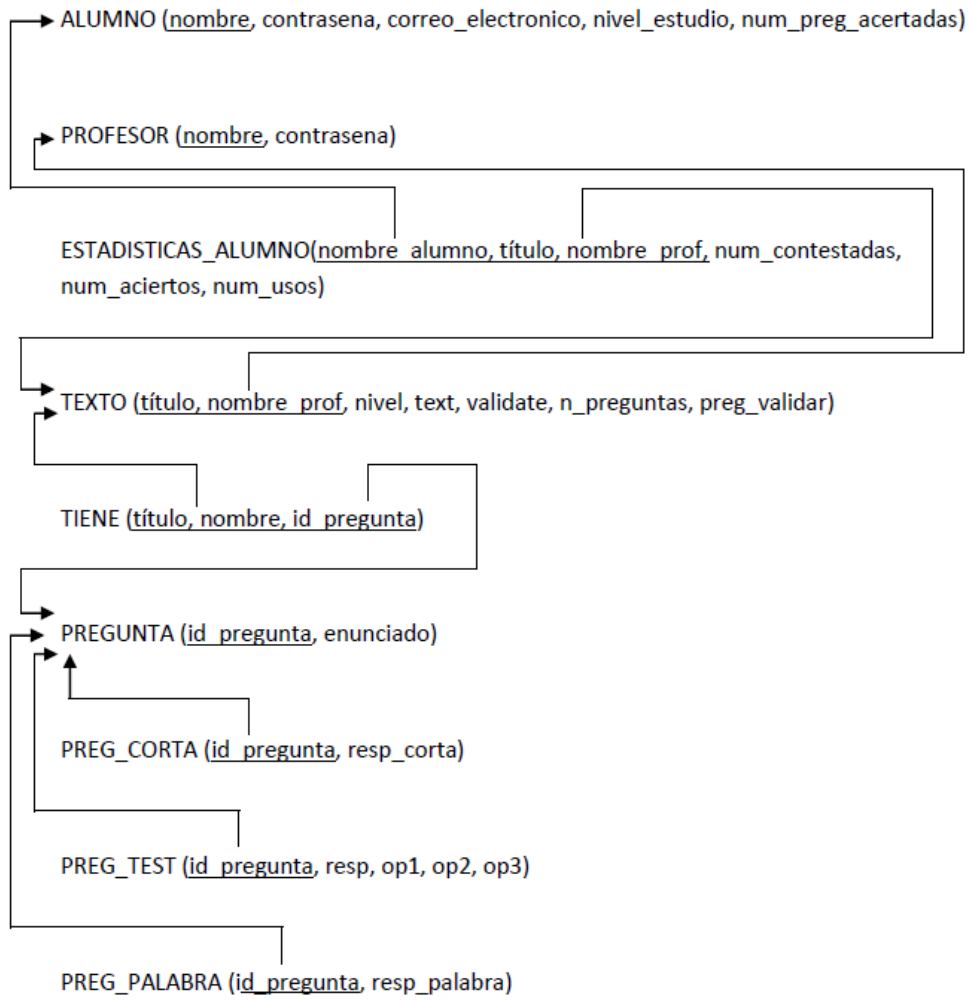 ALUMNO (nombre, contrasena, correo_electronico, nivel_estudio, num_preg_acertadas)
PROFESOR (nombre, contrasena)
ESTADISTICAS_ALUMNO(nombre_alumno, título, nombre_prof, num_contestadas,
num_aciertos, num_usos)
TEXTO (título, nombre_prof, nivel, text, validate, n_preguntas, preg_validar)
TIENE (título, nombre, id_pregunta)
PREGUNTA (id_pregunta, enunciado)
PREG_CORTA (id_pregunta, resp_corta)
PREG_TEST (id_pregunta, resp, op1, op2, op3)
PREG_PALABRA (id_pregunta, resp_palabra)